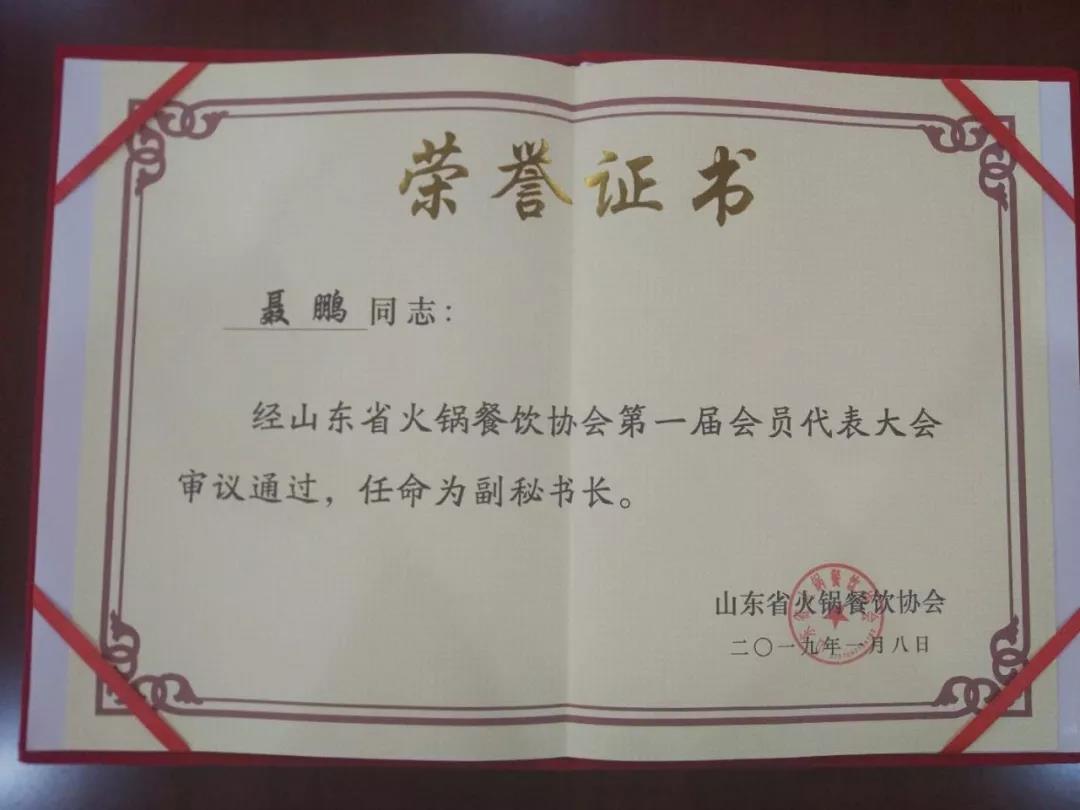 荣誉证书
聂鹏同志：
经山东省火锅餐饮协会第一届会员代表大会
审议通过，任命为副秘书长。
山东省火锅餐饮协会
二〇一九年一月八日